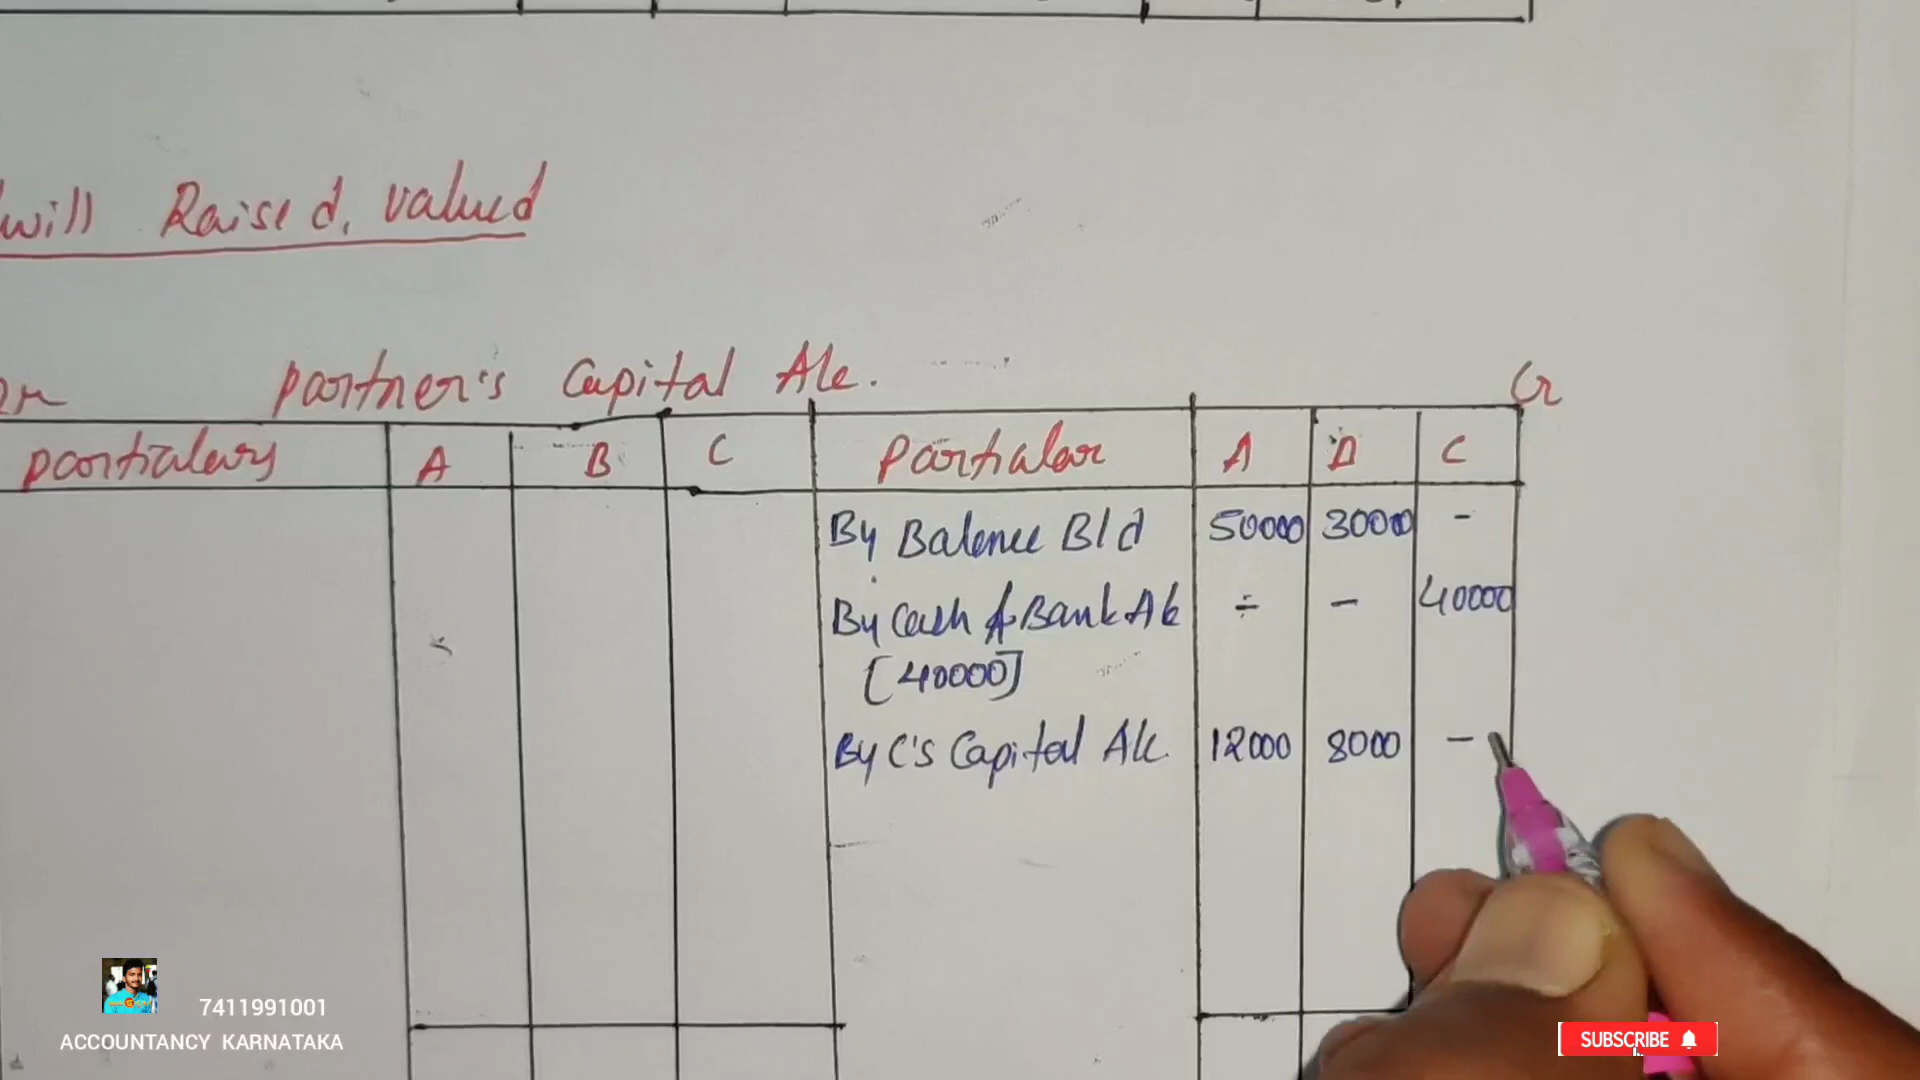 will Raised, valued
partner's Capital A/c.
Cr
particulars A B C particular A B C
By Balance B/d 50000 30000 -
By Cash & Bank A/c - - 40000
[40000]
By C's Capital A/c. 12000 8000 -
7411991001
ACCOUNTANCY KARNATAKA
SUBSCRIBE